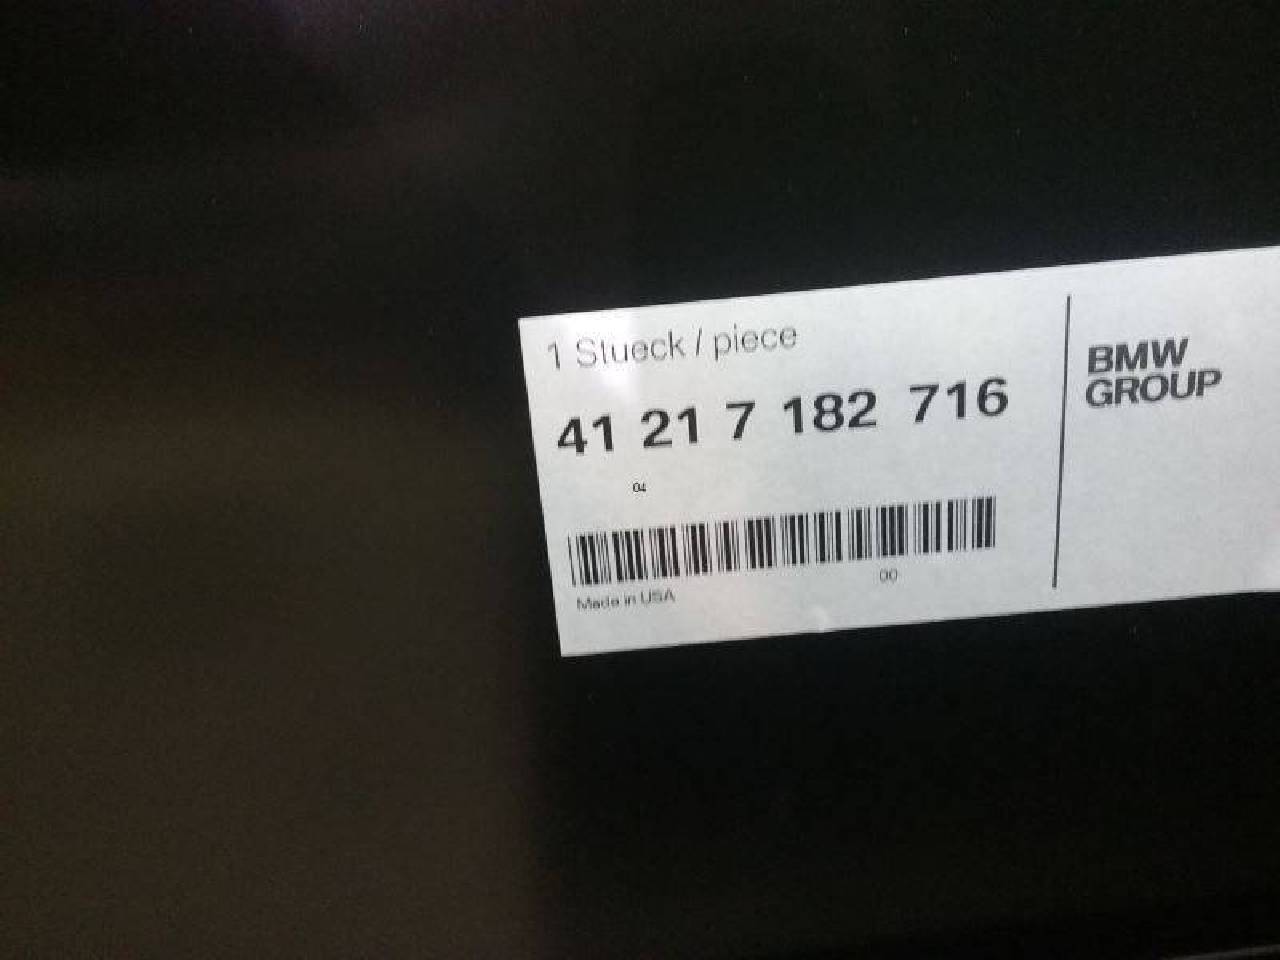 1 Stueck / piece
41 21 7 182 716
04
00
Made in USA
BMW
GROUP